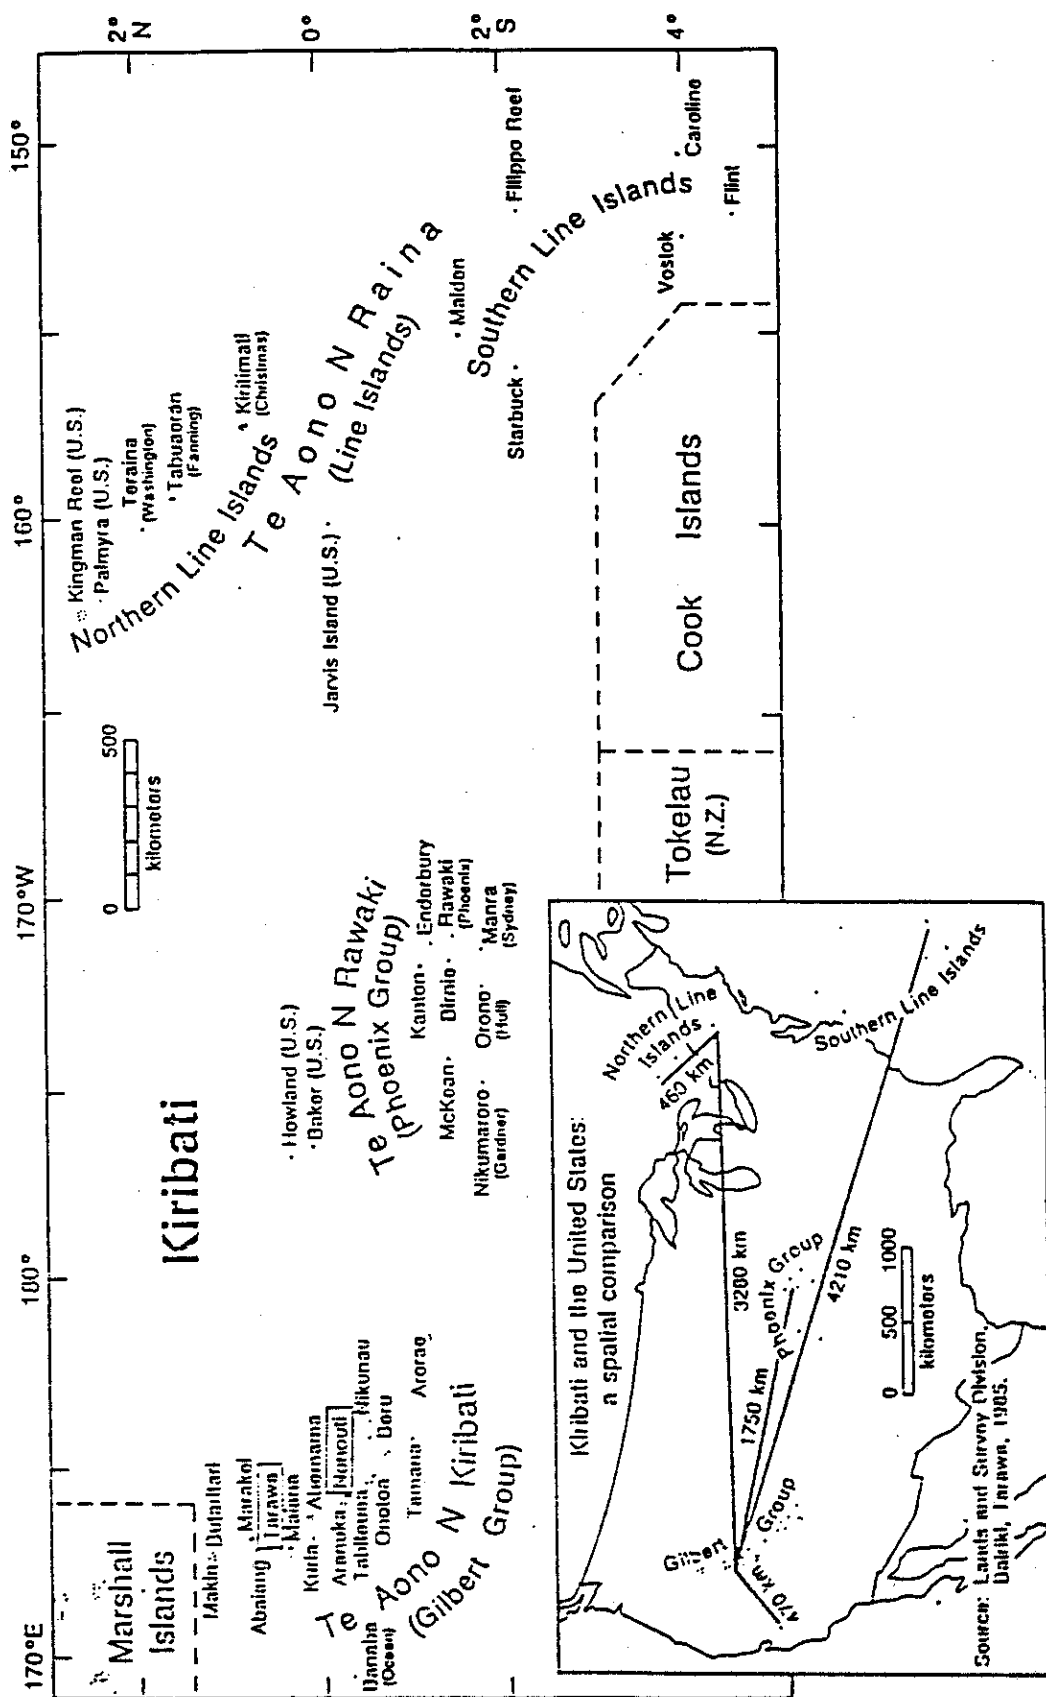 170°E
180°
170°W
160°
150°
2°
N
0°
2°
S
4°
Kiribati
0
500
kilometers
Marshall
Islands
Makin
Butaritari
Abaiang
Marakei
Tarawa
Maiana
Kuria
Abemama
Aranuka
Nonouti
Tabiteuea
Nikunau
Onotoa
Beru
Tamana
Arorae
Banaba
(Ocean)
Te Aono N Kiribati
(Gilbert Group)
Howland (U.S.)
Baker (U.S.)
Te Aono N Rawaki
(Phoenix Group)
Kanton
Enderbury
McKean
Birnie
Rawaki
(Phoenix)
Nikumaroro
(Gardner)
Orono
(Hull)
Manra
(Sydney)
Kingman Reef (U.S.)
Palmyra (U.S.)
Teraina
(Washington)
Tabuaeran
(Fanning)
Kiritimati
(Christmas)
Northern Line Islands
Te Aono N Raina
(Line Islands)
Jarvis Island (U.S.)
Malden
Starbuck
Filippo Reef
Southern Line Islands
Vostok
Caroline
Flint
Tokelau
(N.Z.)
Cook Islands
Kiribati and the United States:
a spatial comparison
Northern Line
Islands
460 km
3280 km
1750 km
Phoenix Group
4210 km
Southern Line Islands
Gilbert
Group
470 km
0
500
1000
kilometers
Source: Lands and Survey Division,
Bairiki, Tarawa, 1985.